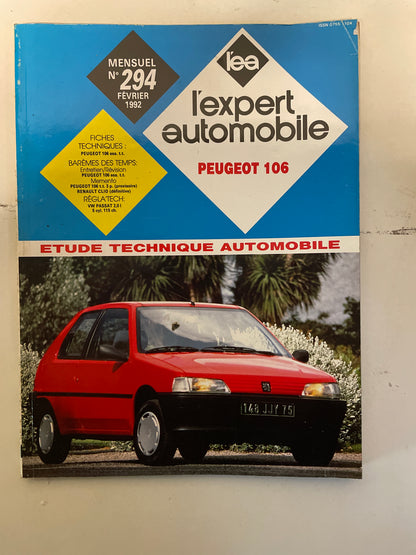 ISSN 0755 1104
MENSUEL
N° 294
FÉVRIER
1992
l'ea
l'expert
automobile
PEUGEOT 106
FICHES
TECHNIQUES :
PEUGEOT 106 ess. t.t.
BARÈMES DES TEMPS:
Entretien/Révision
PEUGEOT 106 ess. t.t.
Memento
PEUGEOT 106 t.t. 3 p. (provisoire)
RENAULT CLIO (définitive)
RÉGLA'TECH:
VW PASSAT 2,0 l
5 cyl. 115 ch.
ETUDE TECHNIQUE AUTOMOBILE
148 JJY 75